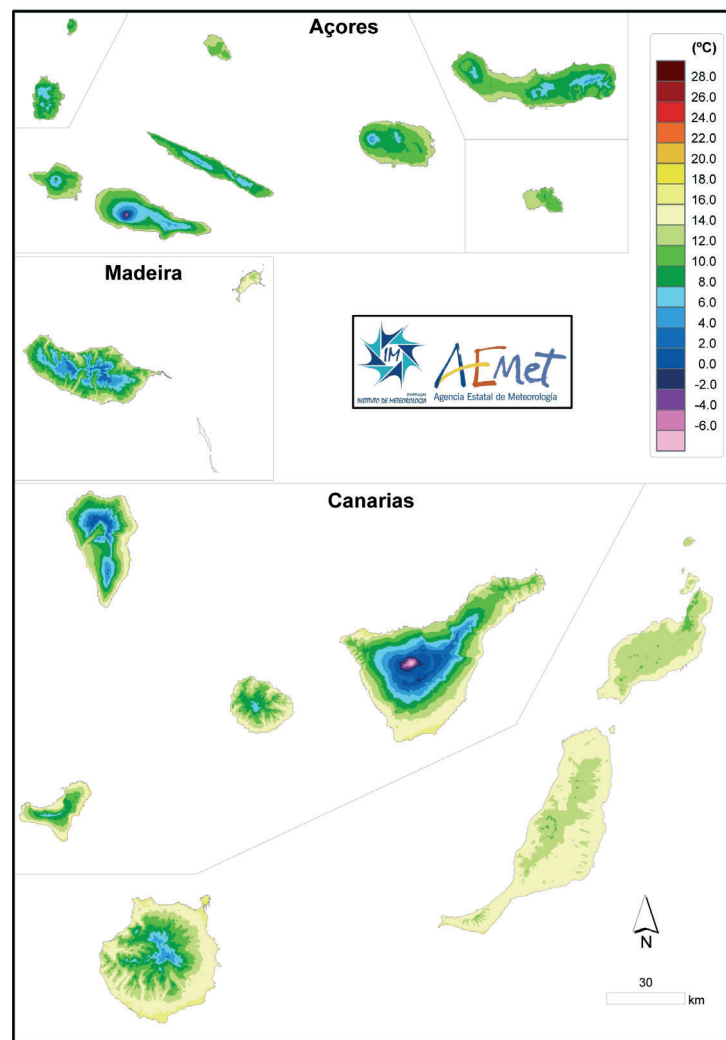 Açores
(ºC)
28.0
26.0
24.0
22.0
20.0
18.0
16.0
14.0
12.0
10.0
8.0
6.0
4.0
2.0
0.0
-2.0
-4.0
-6.0
Madeira
IM
PORTUGAL
INSTITUTO DE METEOROLOGIA
AEMet
Agencia Estatal de Meteorología
Canarias
N
30
km